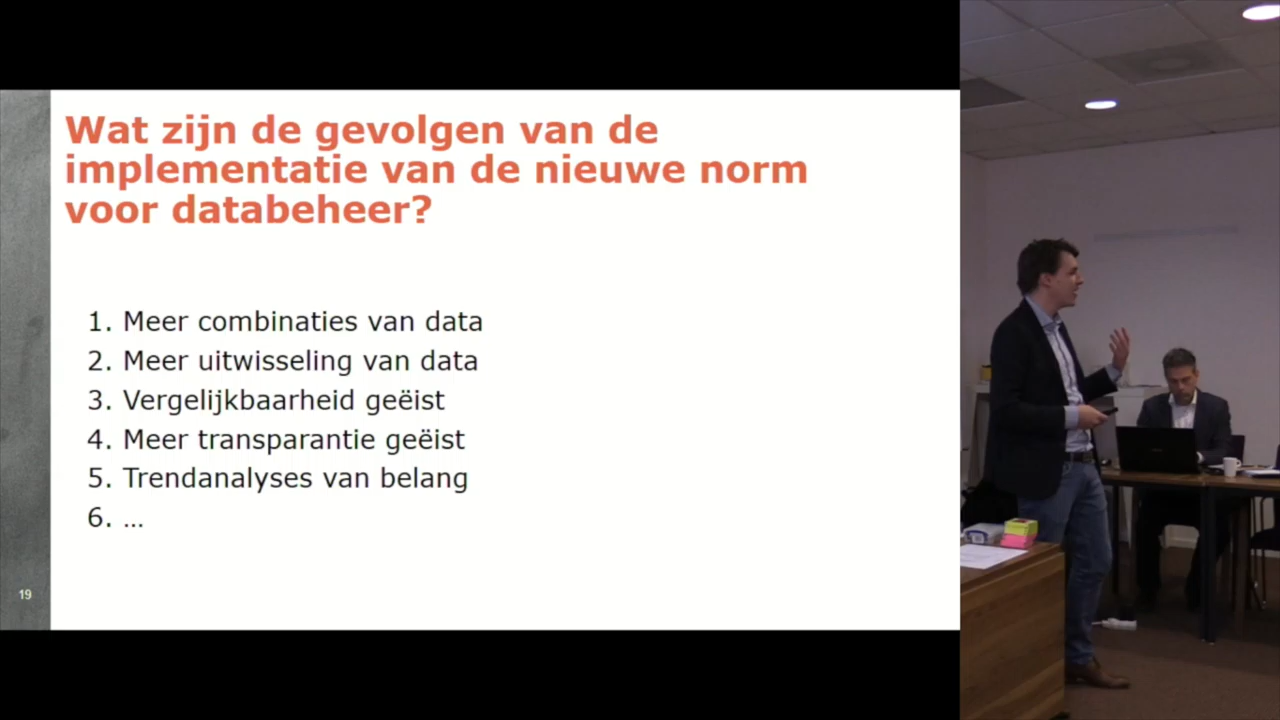 Wat zijn de gevolgen van de
implementatie van de nieuwe norm
voor databeheer?
1. Meer combinaties van data
2. Meer uitwisseling van data
3. Vergelijkbaarheid geëist
4. Meer transparantie geëist
5. Trendanalyses van belang
6. ...
19